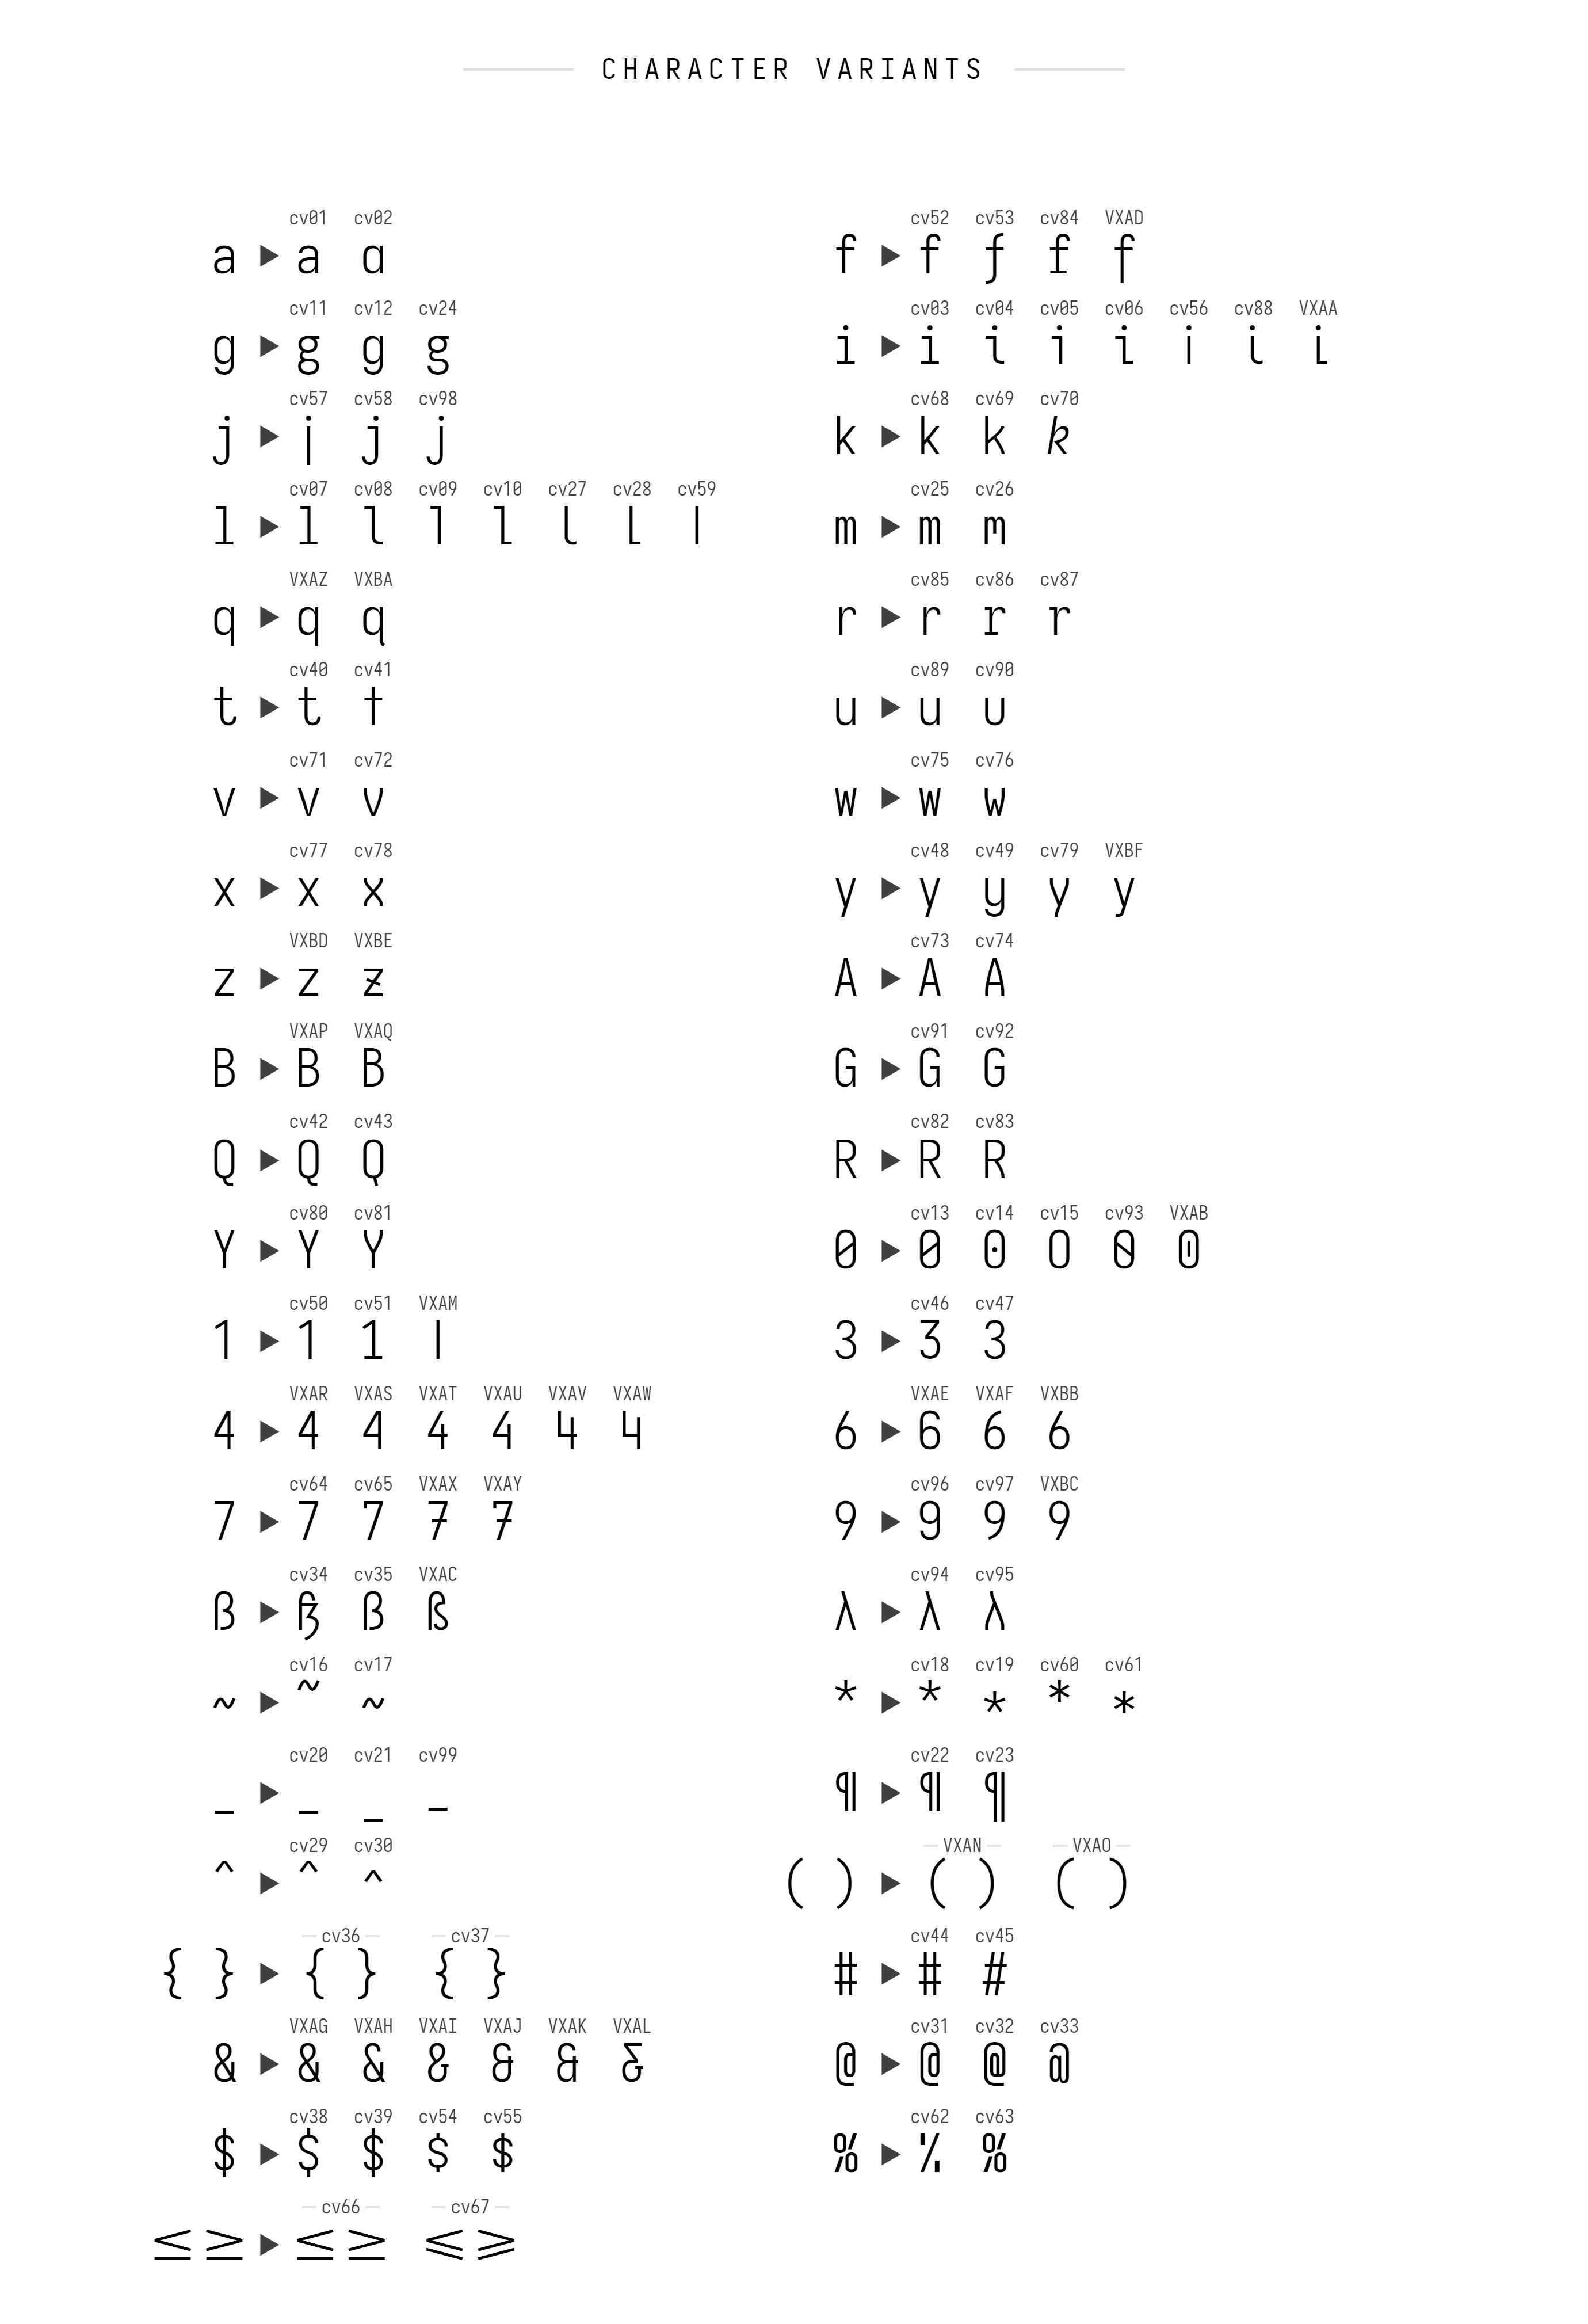 CHARACTER VARIANTS
cv01 cv02
a ▶ a a
cv52 cv53 cv84 VXAD
f ▶ f f f f
cv11 cv12 cv24
g ▶ g g g
cv03 cv04 cv05 cv06 cv56 cv88 VXAA
i ▶ i i i i i i i
cv57 cv58 cv98
j ▶ j j j
cv68 cv69 cv70
k ▶ k k k
cv07 cv08 cv09 cv10 cv27 cv28 cv59
l ▶ l l l l l l l
cv25 cv26
m ▶ m m
VXAZ VXBA
q ▶ q q
cv85 cv86 cv87
r ▶ r r r
cv40 cv41
t ▶ t t
cv89 cv90
u ▶ u u
cv71 cv72
v ▶ v v
cv75 cv76
w ▶ w w
cv77 cv78
x ▶ x x
cv48 cv49 cv79 VXBF
y ▶ y y y y
VXBD VXBE
z ▶ z z
cv73 cv74
A ▶ A A
VXAP VXAQ
B ▶ B B
cv91 cv92
G ▶ G G
cv42 cv43
Q ▶ Q Q
cv82 cv83
R ▶ R R
cv80 cv81
Y ▶ Y Y
cv13 cv14 cv15 cv93 VXAB
0 ▶ 0 0 0 0 0
cv50 cv51 VXAM
1 ▶ 1 1 1
cv46 cv47
3 ▶ 3 3
VXAR VXAS VXAT VXAU VXAV VXAW
4 ▶ 4 4 4 4 4 4
VXAE VXAF VXBB
6 ▶ 6 6 6
cv64 cv65 VXAX VXAY
7 ▶ 7 7 7 7
cv96 cv97 VXBC
9 ▶ 9 9 9
cv34 cv35 VXAC
ß ▶ ß ß ß
cv94 cv95
λ ▶ λ λ
cv16 cv17
~ ▶ ~ ~
cv18 cv19 cv60 cv61
* ▶ * * * *
cv20 cv21 cv99
_ ▶ _ _ _
cv22 cv23
¶ ▶ ¶ ¶
cv29 cv30
^ ▶ ^ ^
VXAN VXAO
( ) ▶ ( ) ( )
cv36 cv37
{ } ▶ { } { }
cv44 cv45
# ▶ # #
VXAG VXAH VXAI VXAJ VXAK VXAL
& ▶ & & & & & &
cv31 cv32 cv33
@ ▶ @ @ @
cv38 cv39 cv54 cv55
$ ▶ $ $ $ $
cv62 cv63
% ▶ % %
cv66 cv67
≤ ≥ ▶ ≤ ≥ ⩽ ⩾